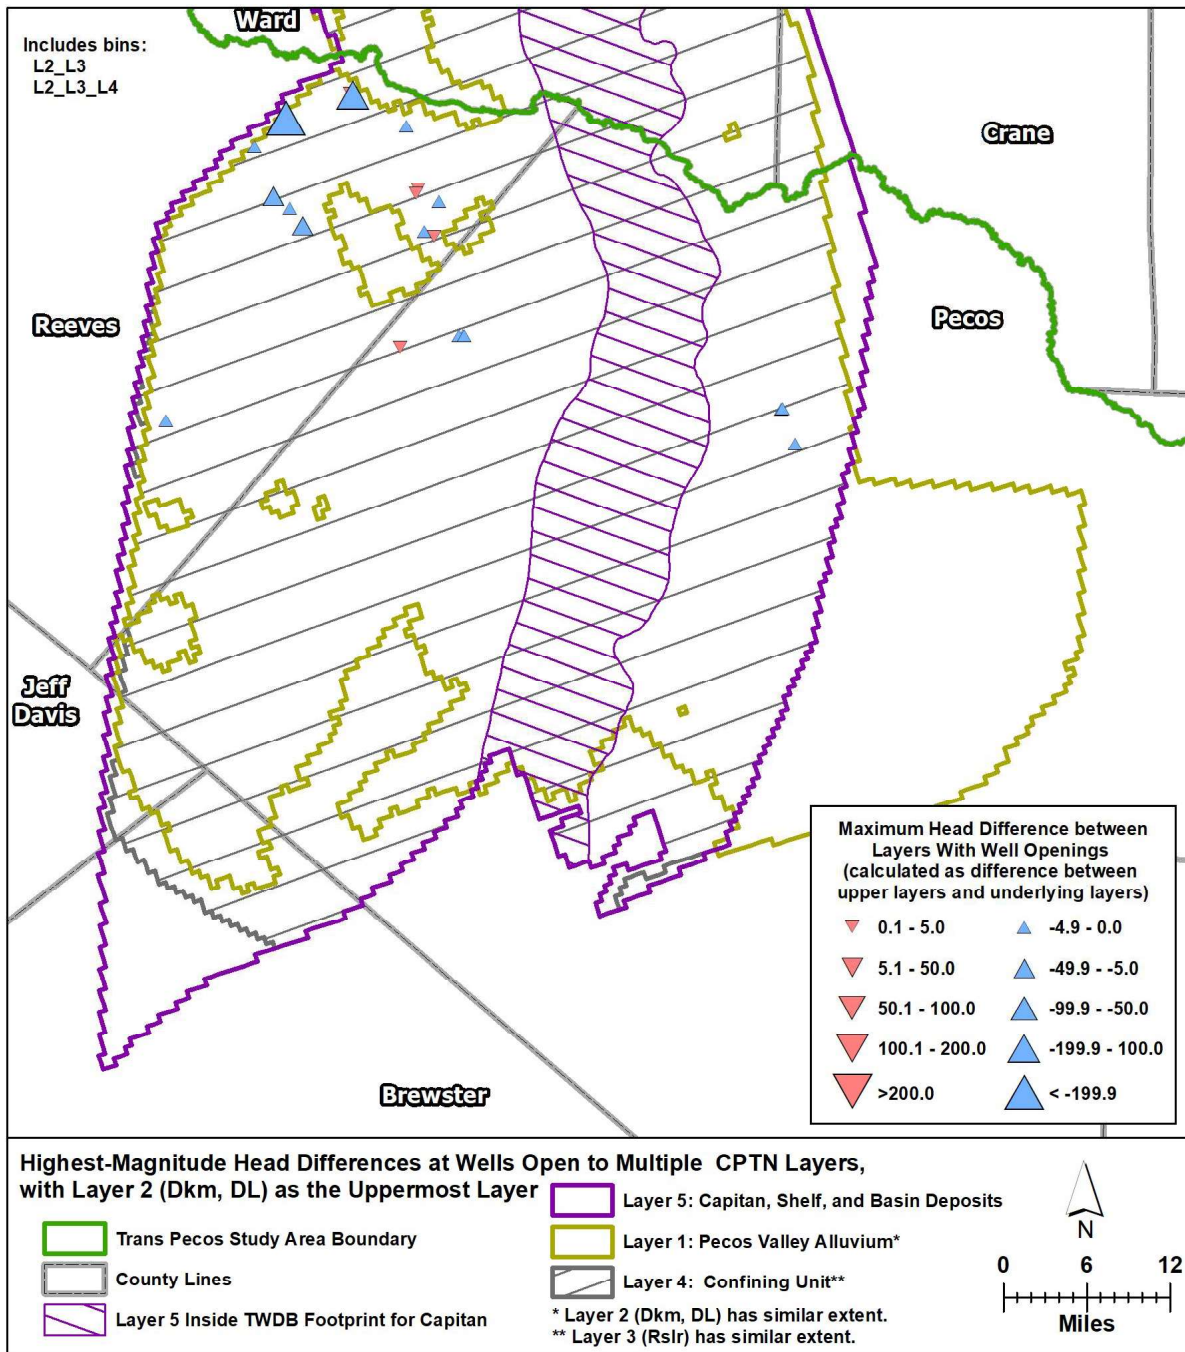 Ward
Includes bins:
L2_L3
L2_L3_L4
Crane
Reeves
Pecos
Jeff
Davis
Brewster
Maximum Head Difference between
Layers With Well Openings
(calculated as difference between
upper layers and underlying layers)
0.1 - 5.0
-4.9 - 0.0
5.1 - 50.0
-49.9 - -5.0
50.1 - 100.0
-99.9 - -50.0
100.1 - 200.0
-199.9 - 100.0
>200.0
< -199.9
Highest-Magnitude Head Differences at Wells Open to Multiple CPTN Layers,
with Layer 2 (Dkm, DL) as the Uppermost Layer
Trans Pecos Study Area Boundary
County Lines
Layer 5 Inside TWDB Footprint for Capitan
Layer 5: Capitan, Shelf, and Basin Deposits
Layer 1: Pecos Valley Alluvium*
Layer 4: Confining Unit**
* Layer 2 (Dkm, DL) has similar extent.
** Layer 3 (Rslr) has similar extent.
N
0 6 12
Miles